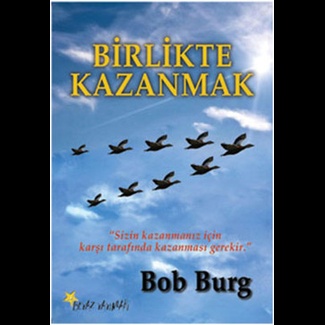 BİRLİKTE
KAZANMAK
"Sizin kazanmanız için
karşı tarafında kazanması gerekir."
Bob Burg